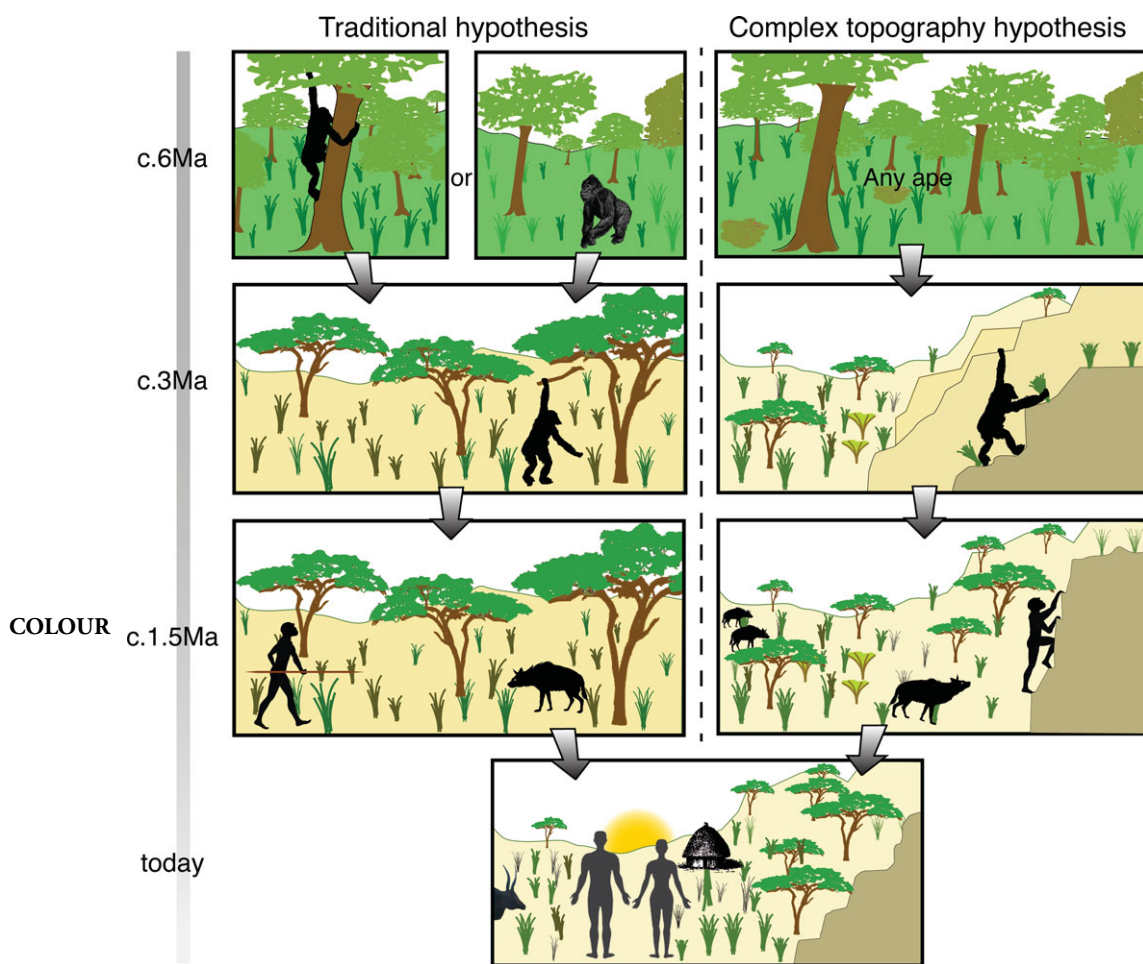 Traditional hypothesis
Complex topography hypothesis
c.6Ma
or
Any ape
c.3Ma
COLOUR
c.1.5Ma
today